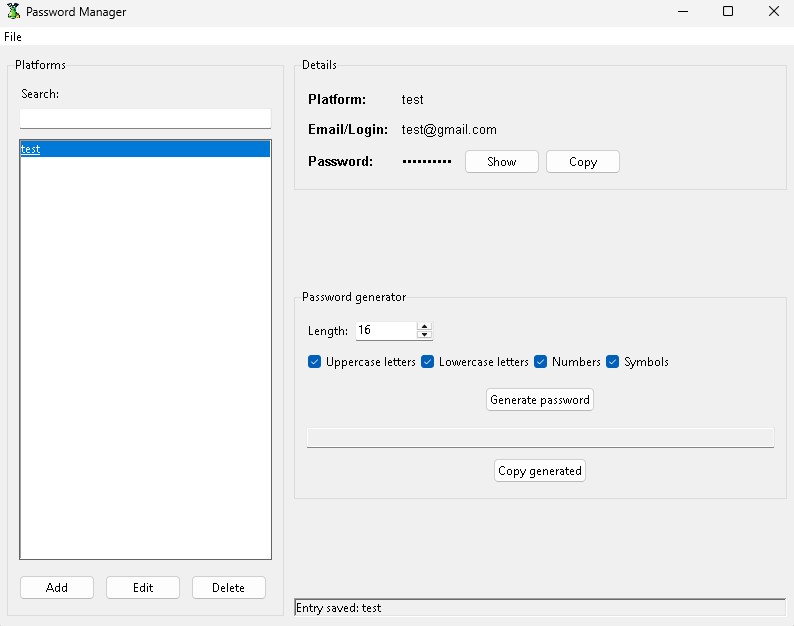 Password Manager
File
Platforms
Search:
test
Add Edit Delete
Details
Platform: test
Email/Login: test@gmail.com
Password: •••••••••• Show Copy
Password generator
Length: 16
Uppercase letters Lowercase letters Numbers Symbols
Generate password
Copy generated
Entry saved: test